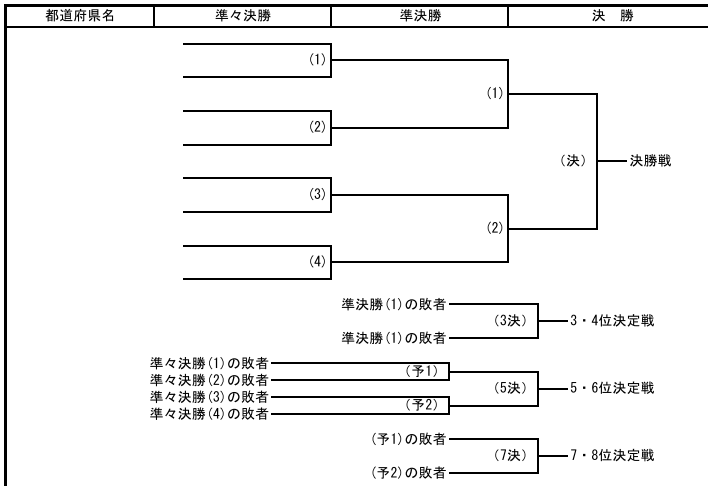 都道府県名 準々決勝 準決勝 決　勝
(1)
(1)
(2)
(決) 決勝戦
(3)
(2)
(4)
準決勝(1)の敗者
(3決) 3・4位決定戦
準決勝(1)の敗者
準々決勝(1)の敗者
(予1)
準々決勝(2)の敗者
(5決) 5・6位決定戦
準々決勝(3)の敗者
(予2)
準々決勝(4)の敗者
(予1)の敗者
(7決) 7・8位決定戦
(予2)の敗者